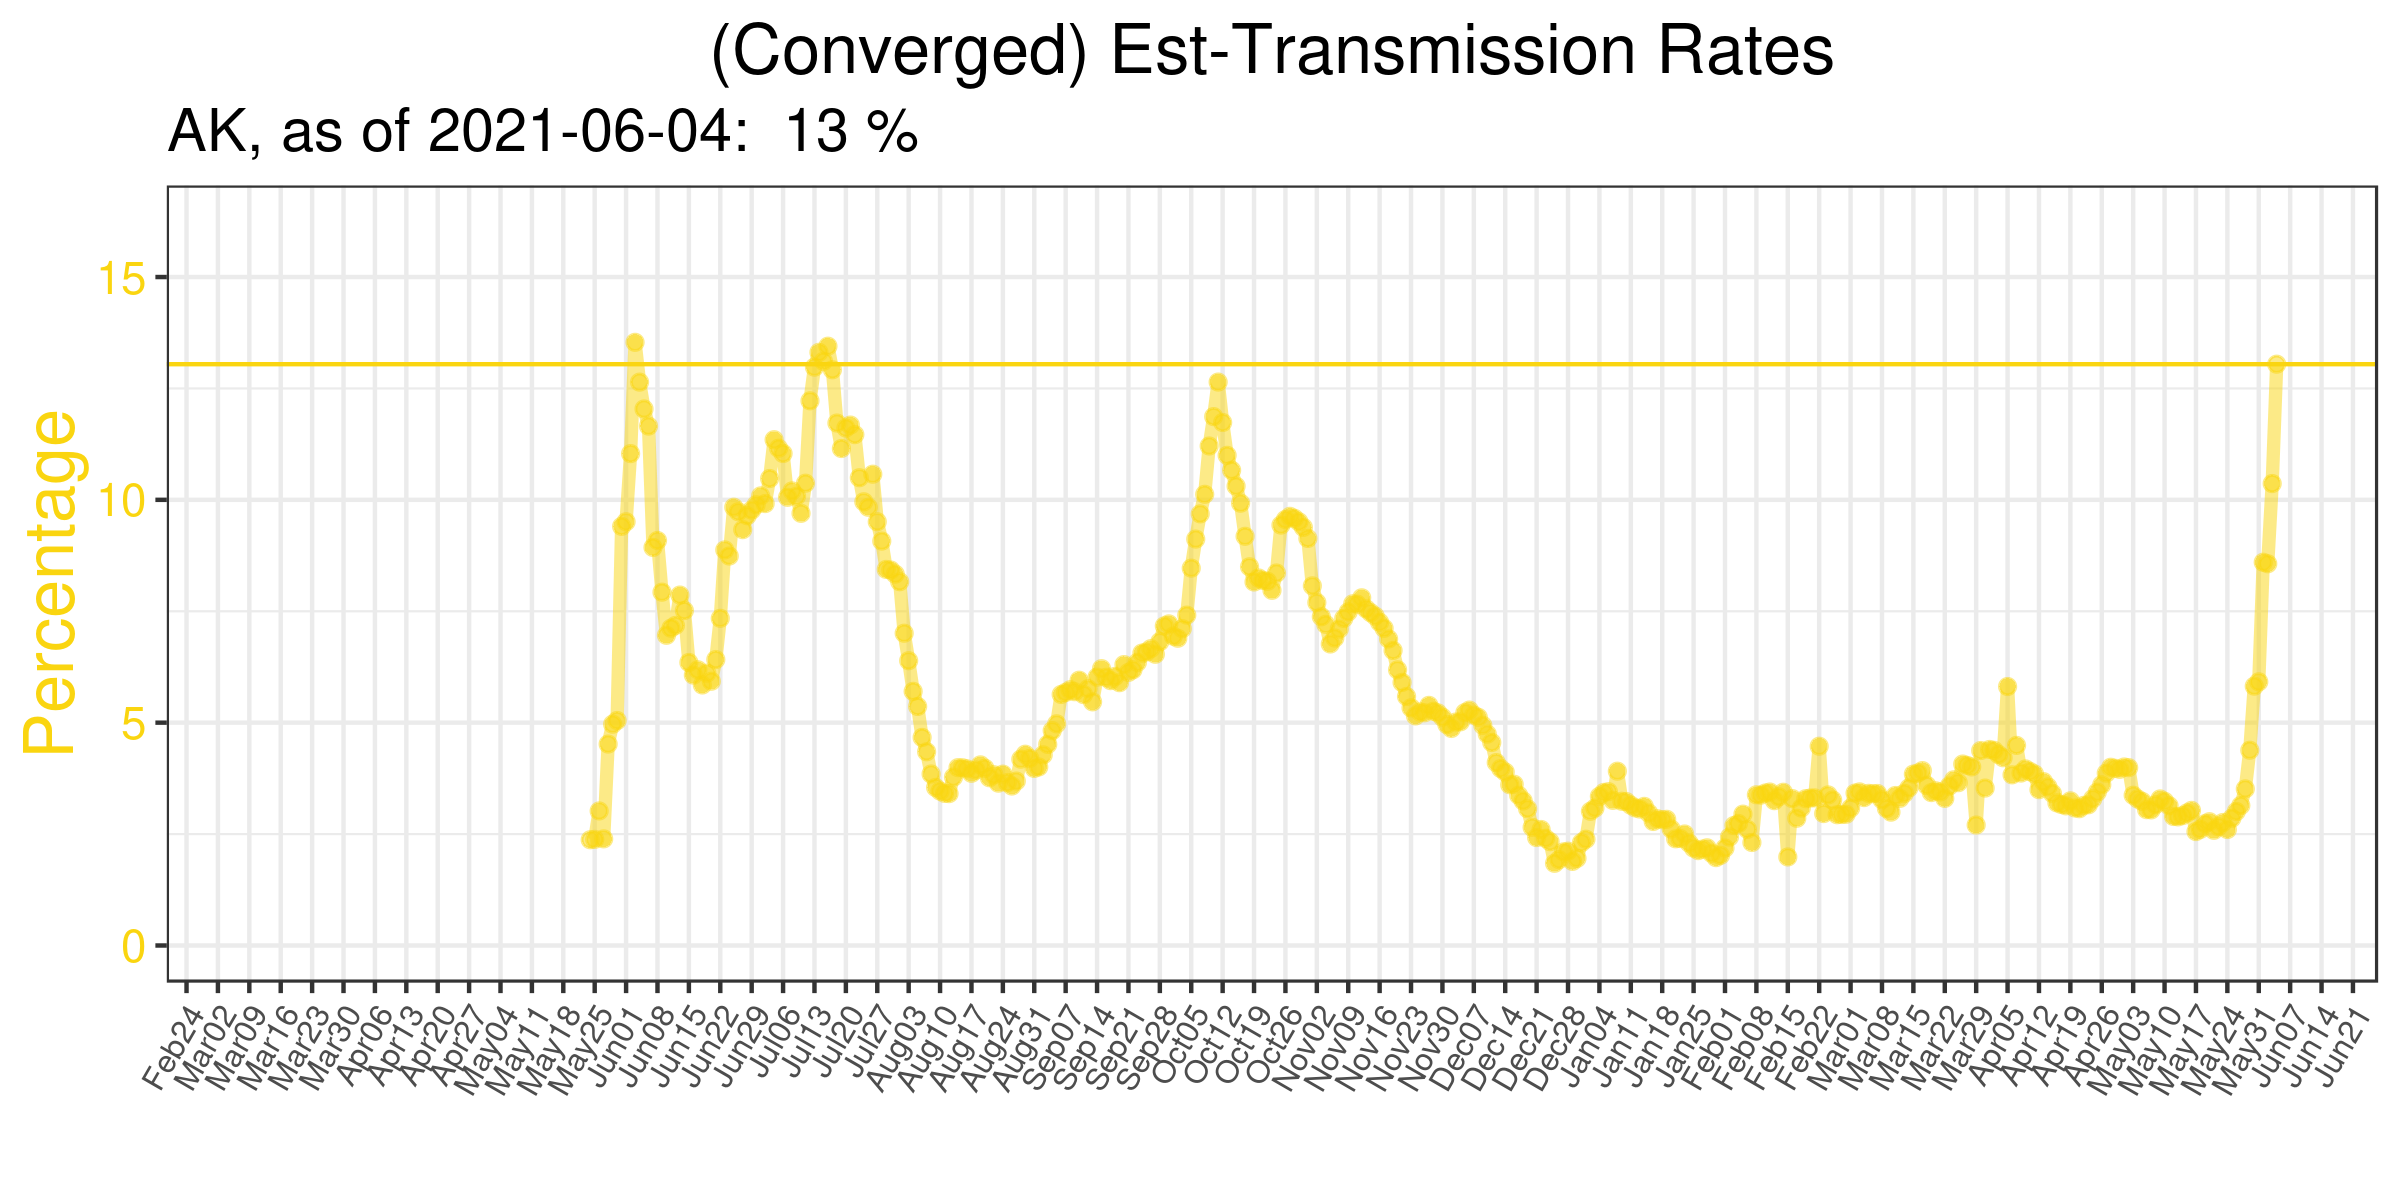 (Converged) Est-Transmission Rates
AK, as of 2021-06-04:  13 %
Percentage
15
10
5
0
Feb24
Mar02
Mar09
Mar16
Mar23
Mar30
Apr06
Apr13
Apr20
Apr27
May04
May11
May18
May25
Jun01
Jun08
Jun15
Jun22
Jun29
Jul06
Jul13
Jul20
Jul27
Aug03
Aug10
Aug17
Aug24
Aug31
Sep07
Sep14
Sep21
Sep28
Oct05
Oct12
Oct19
Oct26
Nov02
Nov09
Nov16
Nov23
Nov30
Dec07
Dec14
Dec21
Dec28
Jan04
Jan11
Jan18
Jan25
Feb01
Feb08
Feb15
Feb22
Mar01
Mar08
Mar15
Mar22
Mar29
Apr05
Apr12
Apr19
Apr26
May03
May10
May17
May24
May31
Jun07
Jun14
Jun21